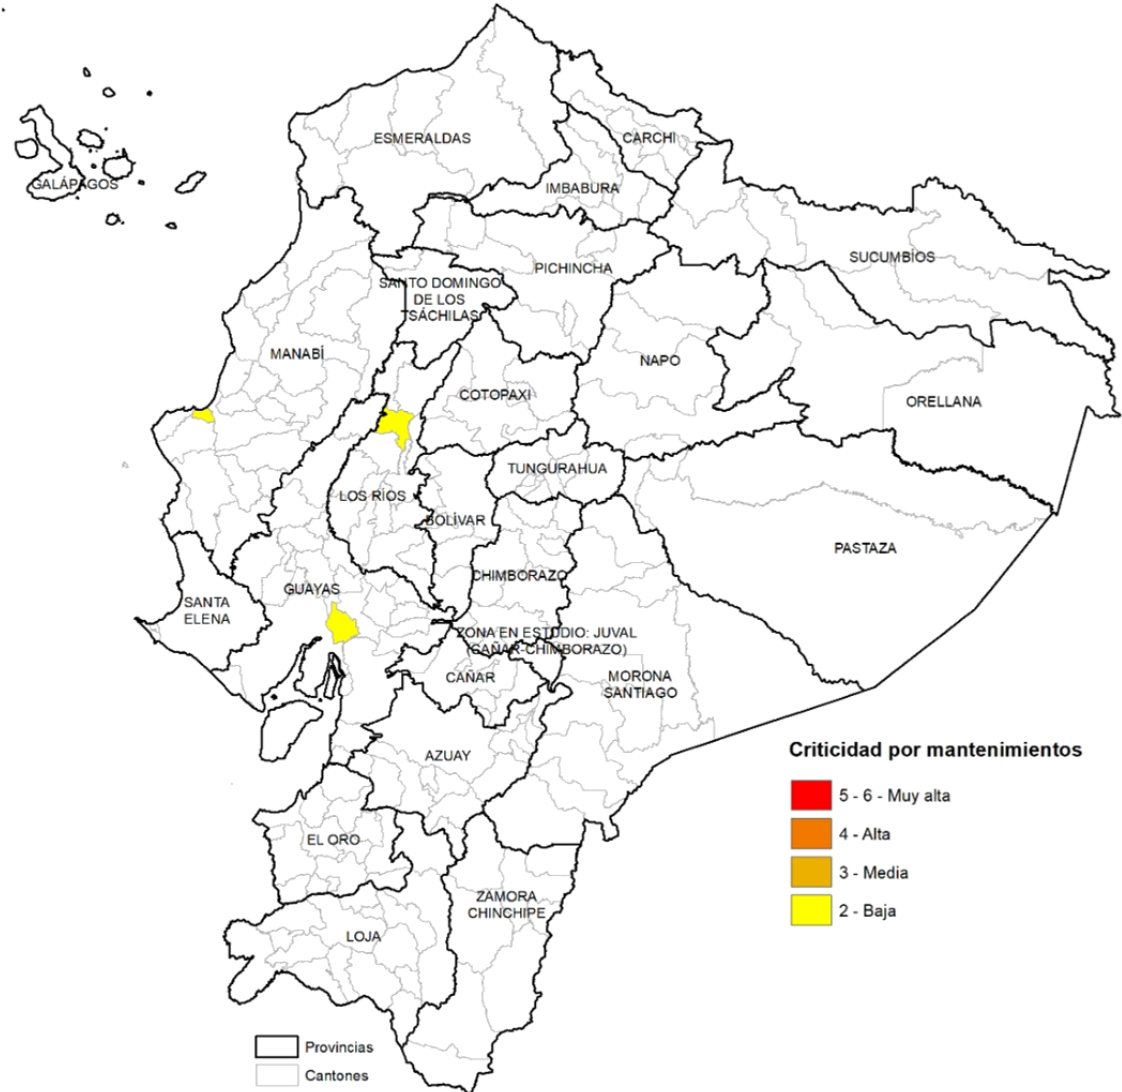 ESMERALDAS
CARCHI
GALÁPAGOS
IMBABURA
SUCUMBÍOS
PICHINCHA
SANTO DOMINGO
DE LOS
TSÁCHILAS
MANABÍ
NAPO
COTOPAXI
ORELLANA
TUNGURAHUA
LOS RÍOS
BOLÍVAR
PASTAZA
CHIMBORAZO
GUAYAS
SANTA
ELENA
ZONA EN ESTUDIO: JUVAL
(CAÑAR-CHIMBORAZO)
CAÑAR
MORONA
SANTIAGO
AZUAY
EL ORO
ZAMORA
CHINCHIPE
LOJA
Criticidad por mantenimientos
5 - 6 - Muy alta
4 - Alta
3 - Media
2 - Baja
Provincias
Cantones